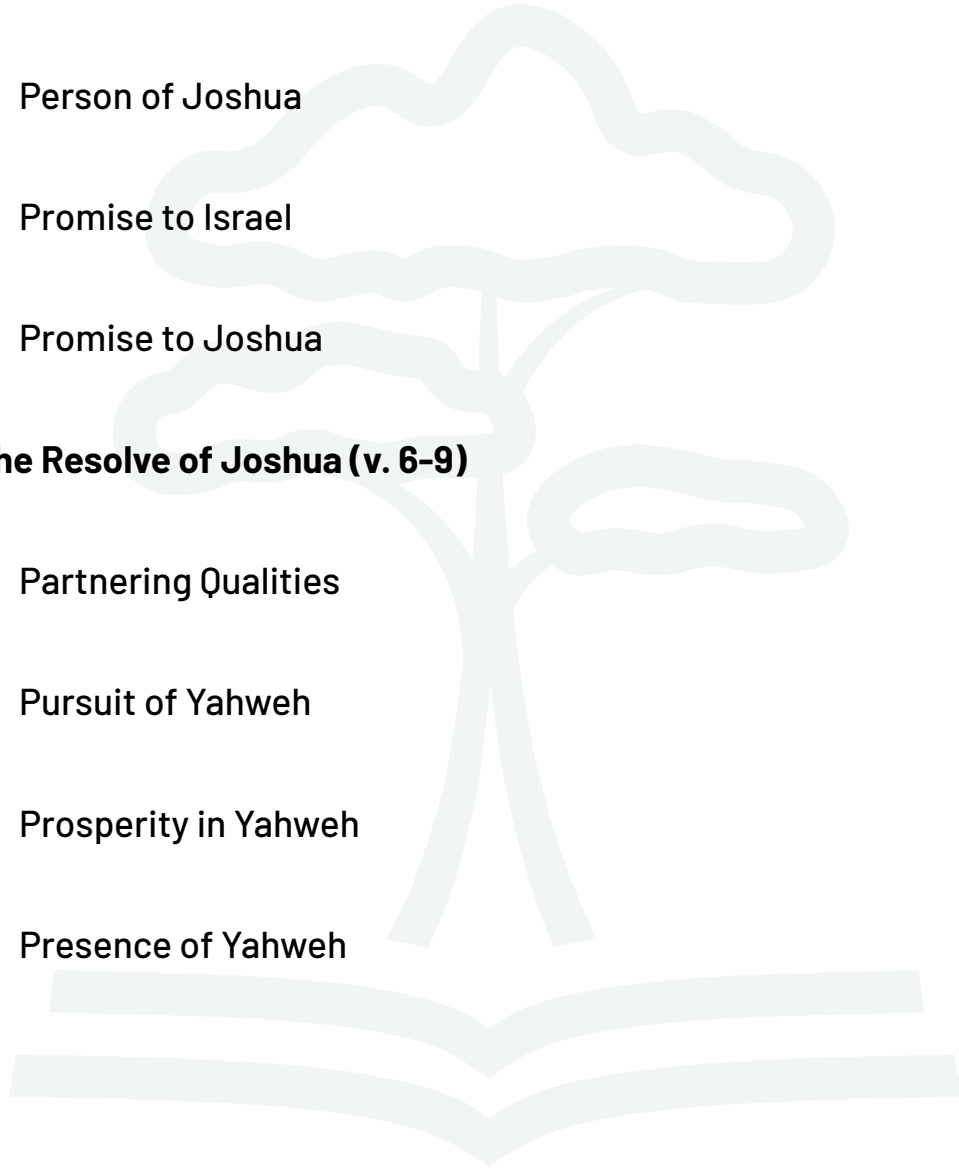 Person of Joshua
Promise to Israel
Promise to Joshua
he Resolve of Joshua (v. 6-9)
Partnering Qualities
Pursuit of Yahweh
Prosperity in Yahweh
Presence of Yahweh